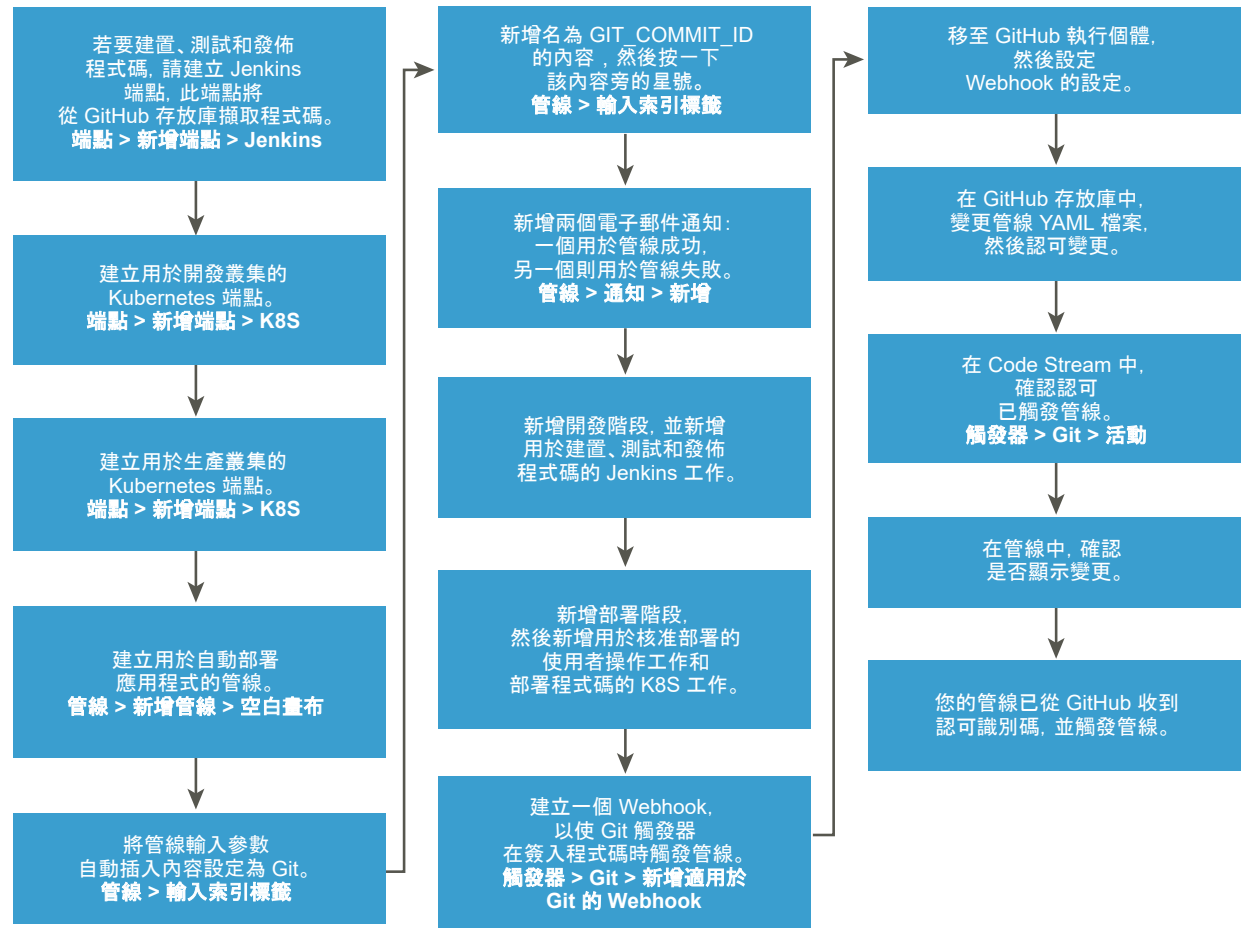 若要建置、測試和發佈
程式碼, 請建立 Jenkins
端點, 此端點將
從 GitHub 存放庫擷取程式碼。
端點 > 新增端點 > Jenkins
建立用於開發叢集的
Kubernetes 端點。
端點 > 新增端點 > K8S
建立用於生產叢集的
Kubernetes 端點。
端點 > 新增端點 > K8S
建立用於自動部署
應用程式的管線。
管線 > 新增管線 > 空白畫布
將管線輸入參數
自動插入內容設定為 Git。
管線 > 輸入索引標籤
新增名為 GIT_COMMIT_ID
的內容 , 然後按一下
該內容旁的星號。
管線 > 輸入索引標籤
新增兩個電子郵件通知:
一個用於管線成功,
另一個則用於管線失敗。
管線 > 通知 > 新增
新增開發階段, 並新增
用於建置、測試和發佈
程式碼的 Jenkins 工作。
新增部署階段,
然後新增用於核准部署的
使用者操作工作和
部署程式碼的 K8S 工作。
建立一個 Webhook,
以使 Git 觸發器
在簽入程式碼時觸發管線。
觸發器 > Git > 新增適用於
Git 的 Webhook
移至 GitHub 執行個體,
然後設定
Webhook 的設定。
在 GitHub 存放庫中,
變更管線 YAML 檔案,
然後認可變更。
在 Code Stream 中,
確認認可
已觸發管線。
觸發器 > Git > 活動
在管線中, 確認
是否顯示變更。
您的管線已從 GitHub 收到
認可識別碼, 並觸發管線。